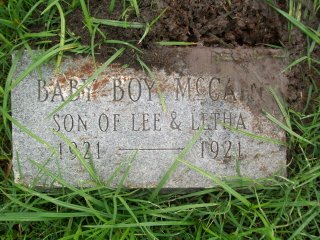 BABY BOY MCCAIN
SON OF LEE & LETHA
1921 — 1921